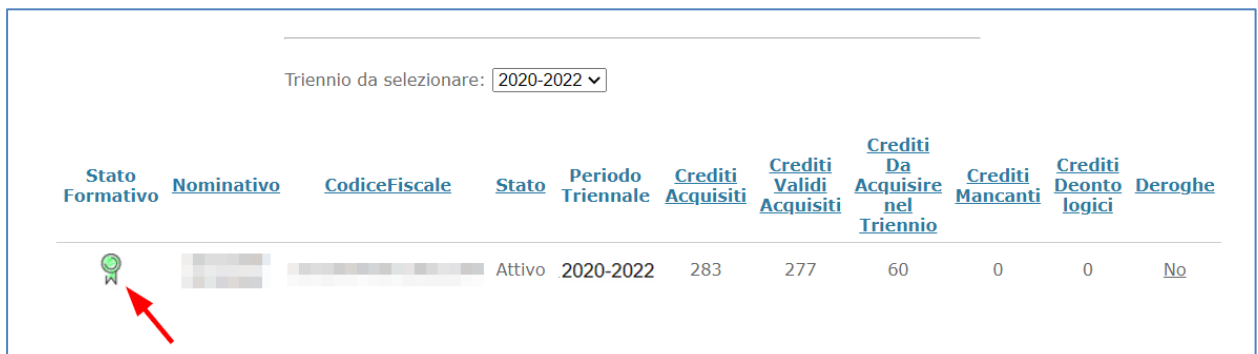 Triennio da selezionare: 2020-2022
Stato Formativo Nominativo CodiceFiscale Stato Periodo Triennale Crediti Acquisiti Crediti Validi Acquisiti Crediti Da Acquisire nel Triennio Crediti Mancanti Crediti Deonto logici Deroghe
Attivo 2020-2022 283 277 60 0 0 No